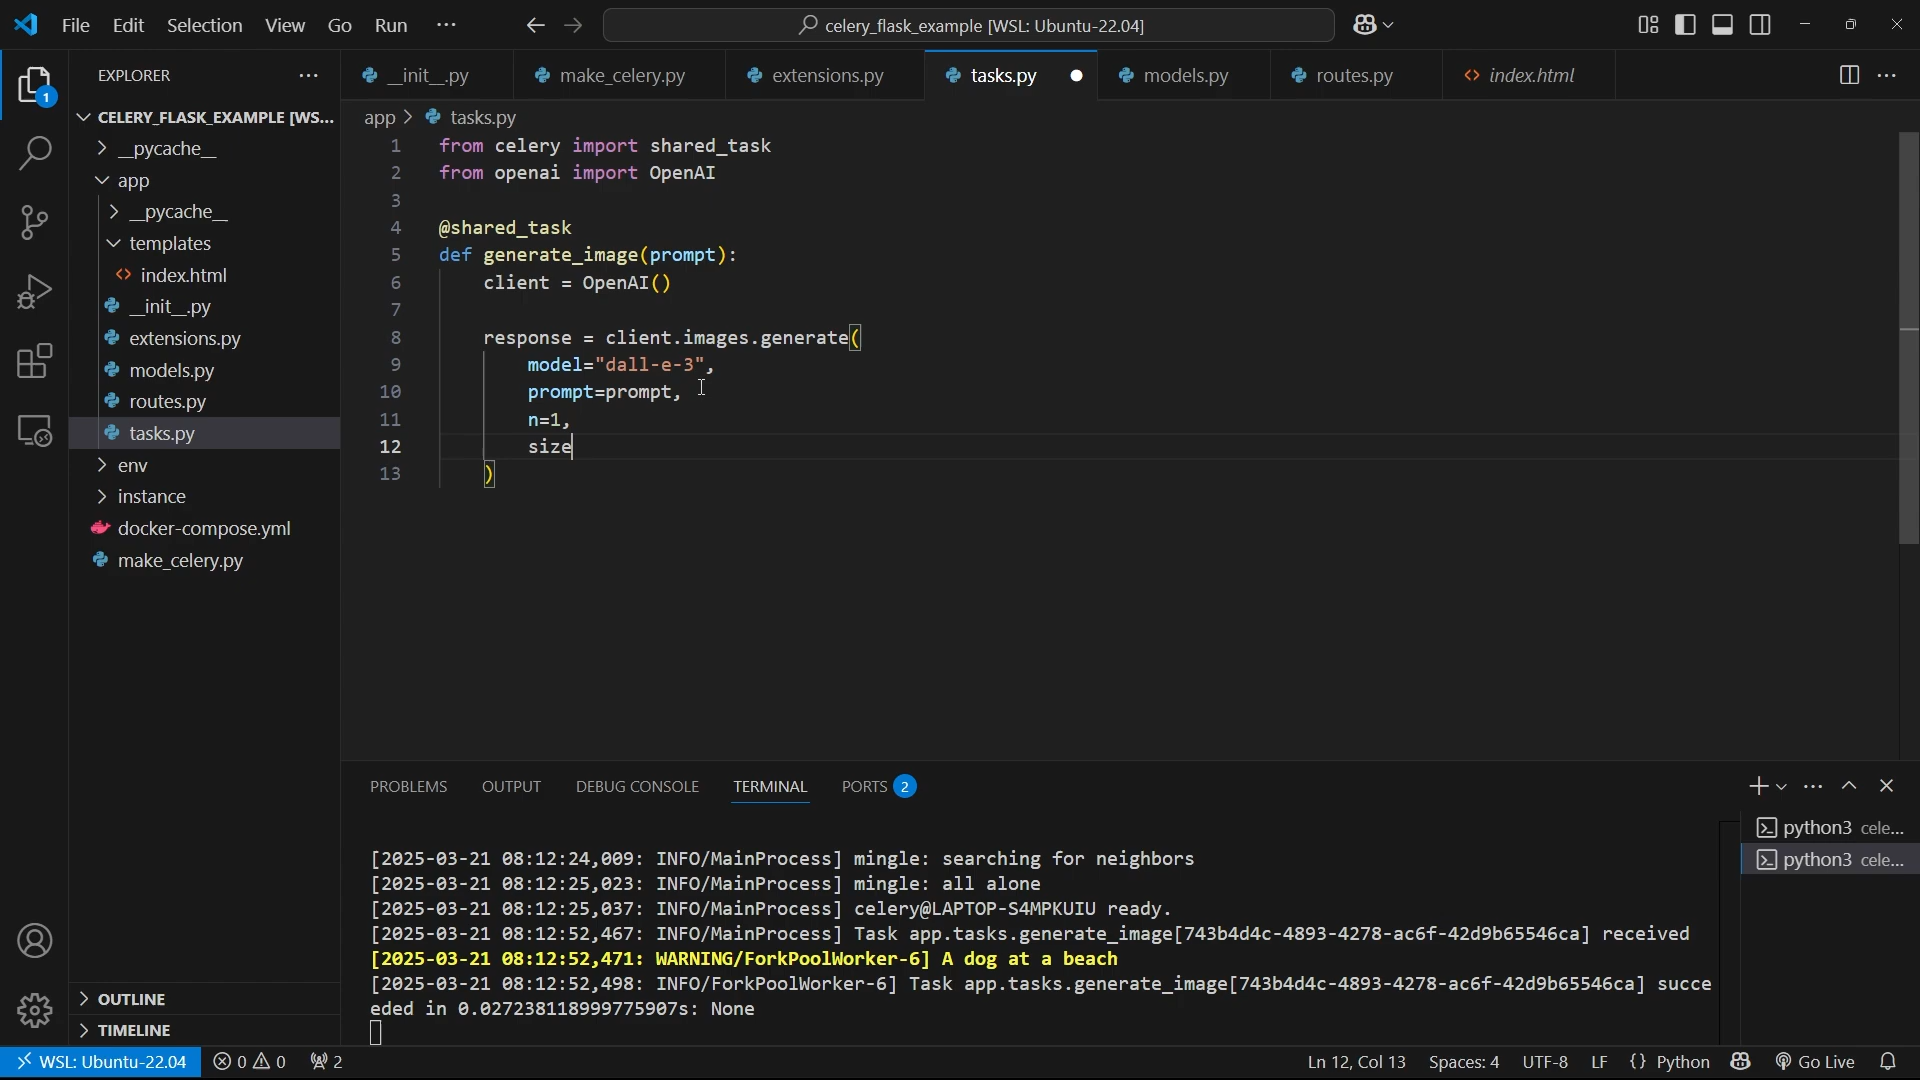 File Edit Selection View Go Run ···
celery_flask_example [WSL: Ubuntu-22.04]
EXPLORER ···
1
CELERY_FLASK_EXAMPLE [WS...
__pycache__
app
__pycache__
templates
index.html
__init__.py
extensions.py
models.py
routes.py
tasks.py
env
instance
docker-compose.yml
make_celery.py
OUTLINE
TIMELINE
__init__.py make_celery.py extensions.py tasks.py models.py routes.py index.html ···
app > tasks.py
1 from celery import shared_task
2 from openai import OpenAI
3
4 @shared_task
5 def generate_image(prompt):
6 client = OpenAI()
7
8 response = client.images.generate(
9 model="dall-e-3",
10 prompt=prompt,
11 n=1,
12 size
13 )
PROBLEMS OUTPUT DEBUG CONSOLE TERMINAL PORTS 2 ···
[2025-03-21 08:12:24,009: INFO/MainProcess] mingle: searching for neighbors
[2025-03-21 08:12:25,023: INFO/MainProcess] mingle: all alone
[2025-03-21 08:12:25,037: INFO/MainProcess] celery@LAPTOP-S4MPKUIU ready.
[2025-03-21 08:12:52,467: INFO/MainProcess] Task app.tasks.generate_image[743b4d4c-4893-4278-ac6f-42d9b65546ca] received
[2025-03-21 08:12:52,471: WARNING/ForkPoolWorker-6] A dog at a beach
[2025-03-21 08:12:52,498: INFO/ForkPoolWorker-6] Task app.tasks.generate_image[743b4d4c-4893-4278-ac6f-42d9b65546ca] succe
eded in 0.027238118999775907s: None
python3 cele...
python3 cele...
WSL: Ubuntu-22.04 0 0 2 Ln 12, Col 13 Spaces: 4 UTF-8 LF {} Python Go Live